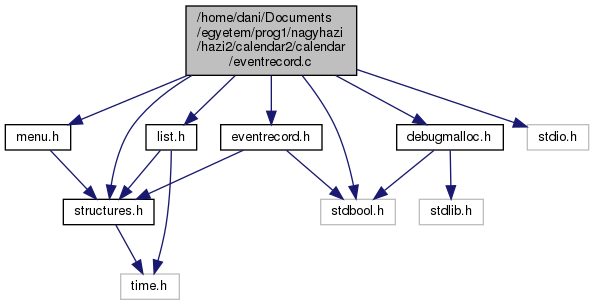 /home/dani/Documents
/egyetem/prog1/nagyhazi
/hazi2/calendar2/calendar
/eventrecord.c
menu.h
list.h
eventrecord.h
debugmalloc.h
stdio.h
structures.h
stdbool.h
stdlib.h
time.h